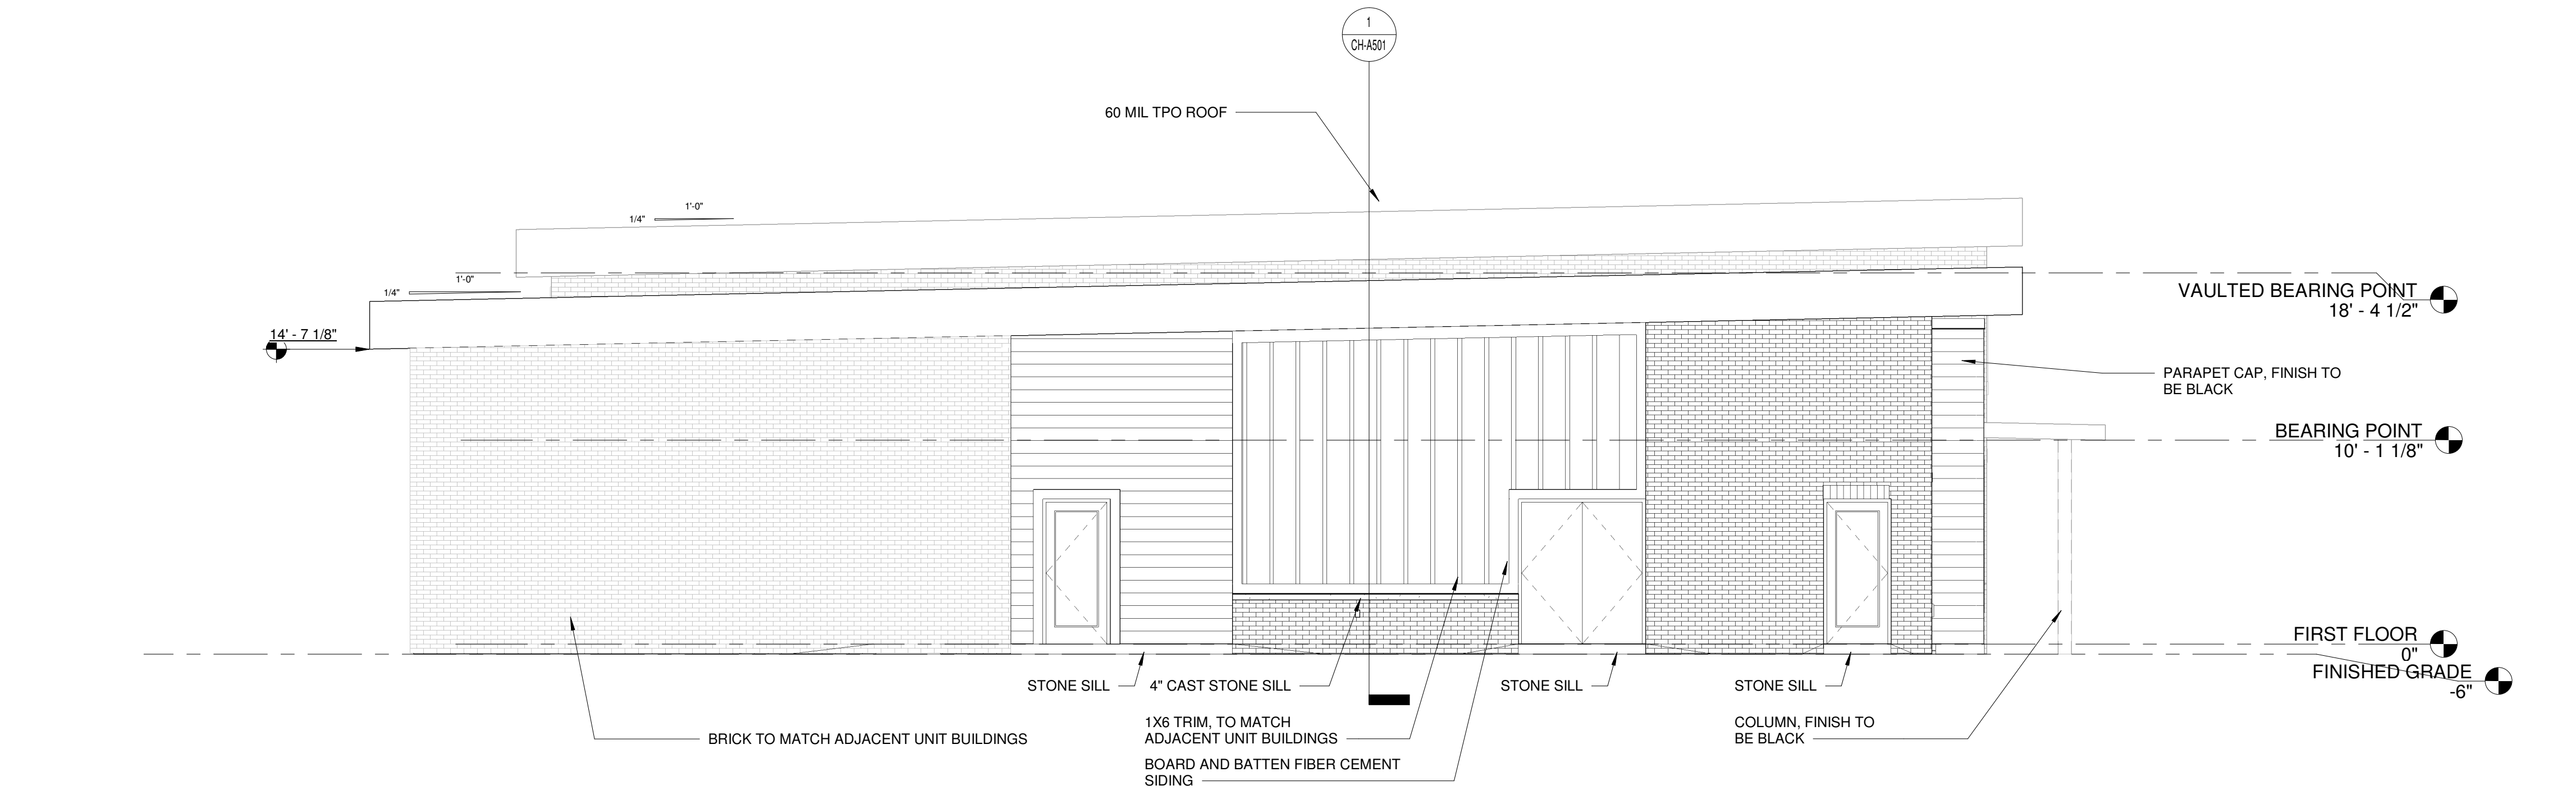 1
CH-A501
60 MIL TPO ROOF
1'-0"
1/4"
1'-0"
1/4"
14' - 7 1/8"
VAULTED BEARING POINT
18' - 4 1/2"
PARAPET CAP, FINISH TO
BE BLACK
BEARING POINT
10' - 1 1/8"
FIRST FLOOR
0"
FINISHED GRADE
-6"
STONE SILL
4" CAST STONE SILL
STONE SILL
STONE SILL
1X6 TRIM, TO MATCH
ADJACENT UNIT BUILDINGS
COLUMN, FINISH TO
BE BLACK
BRICK TO MATCH ADJACENT UNIT BUILDINGS
BOARD AND BATTEN FIBER CEMENT
SIDING